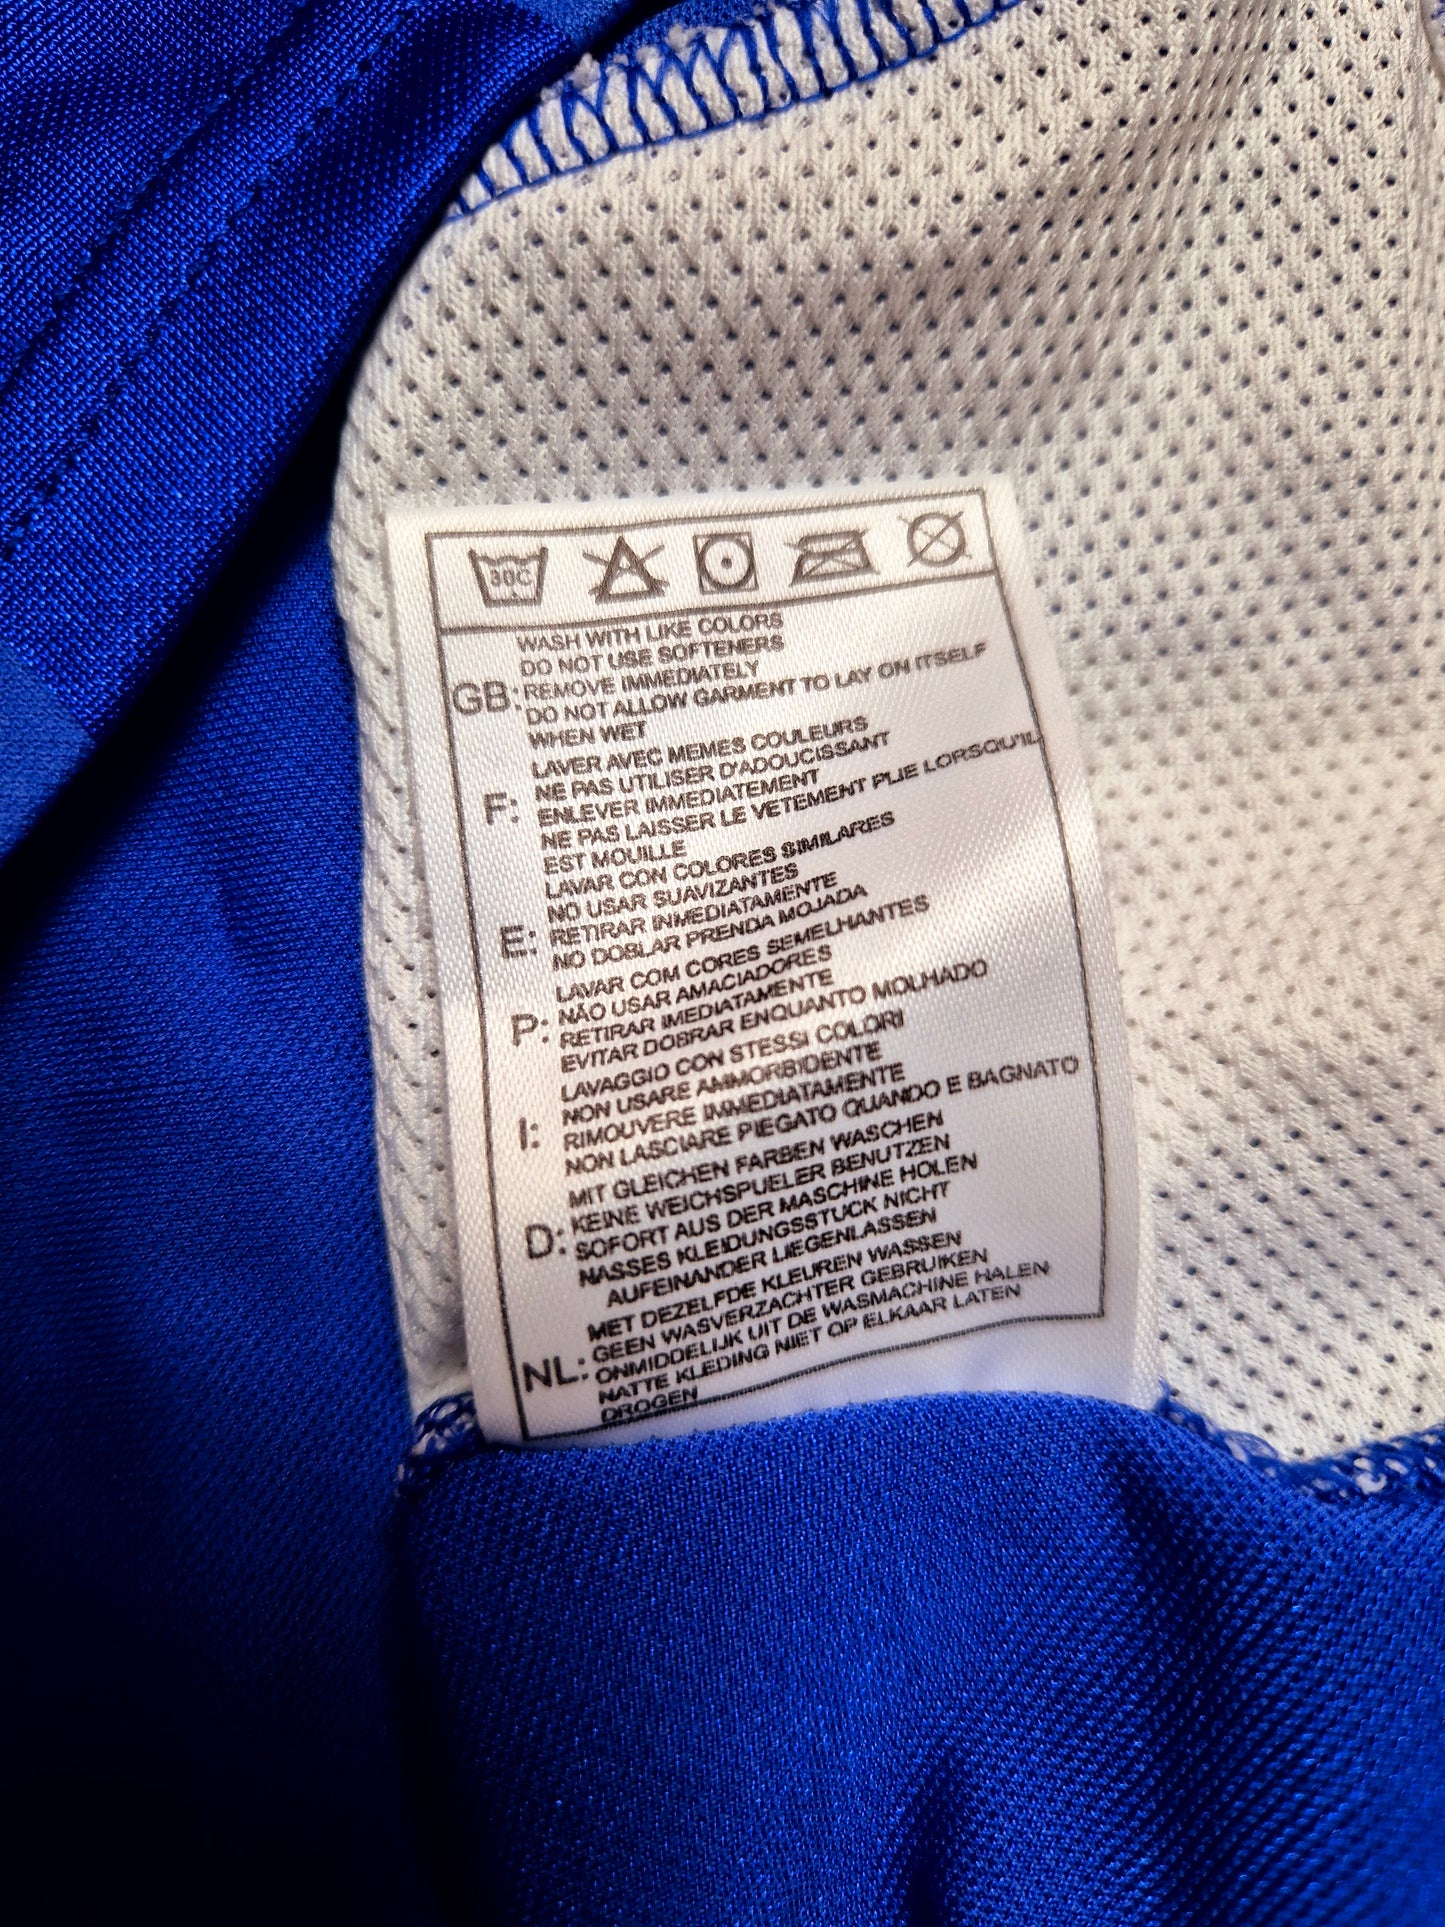 30C
WASH WITH LIKE COLORS
DO NOT USE SOFTENERS
GB: REMOVE IMMEDIATELY
DO NOT ALLOW GARMENT TO LAY ON ITSELF
WHEN WET
LAVER AVEC MEMES COULEURS
NE PAS UTILISER D'ADOUCISSANT
F: ENLEVER IMMEDIATEMENT
NE PAS LAISSER LE VETEMENT PLIE LORSQU'IL
EST MOUILLE
LAVAR CON COLORES SIMILARES
NO USAR SUAVIZANTES
E: RETIRAR INMEDIATAMENTE
NO DOBLAR PRENDA MOJADA
LAVAR COM CORES SEMELHANTES
NÃO USAR AMACIADORES
P: RETIRAR IMEDIATAMENTE
EVITAR DOBRAR ENQUANTO MOLHADO
LAVAGGIO CON STESSI COLORI
NON USARE AMMORBIDENTE
I: RIMOUVERE IMMEDIATAMENTE
NON LASCIARE PIEGATO QUANDO E BAGNATO
MIT GLEICHEN FARBEN WASCHEN
KEINE WEICHSPUELER BENUTZEN
D: SOFORT AUS DER MASCHINE HOLEN
NASSES KLEIDUNGSSTUCK NICHT
AUFEINANDER LIEGENLASSEN
MET DEZELFDE KLEUREN WASSEN
GEEN WASVERZACHTER GEBRUIKEN
NL: ONMIDDELIJK UIT DE WASMACHINE HALEN
NATTE KLEDING NIET OP ELKAAR LATEN
DROGEN